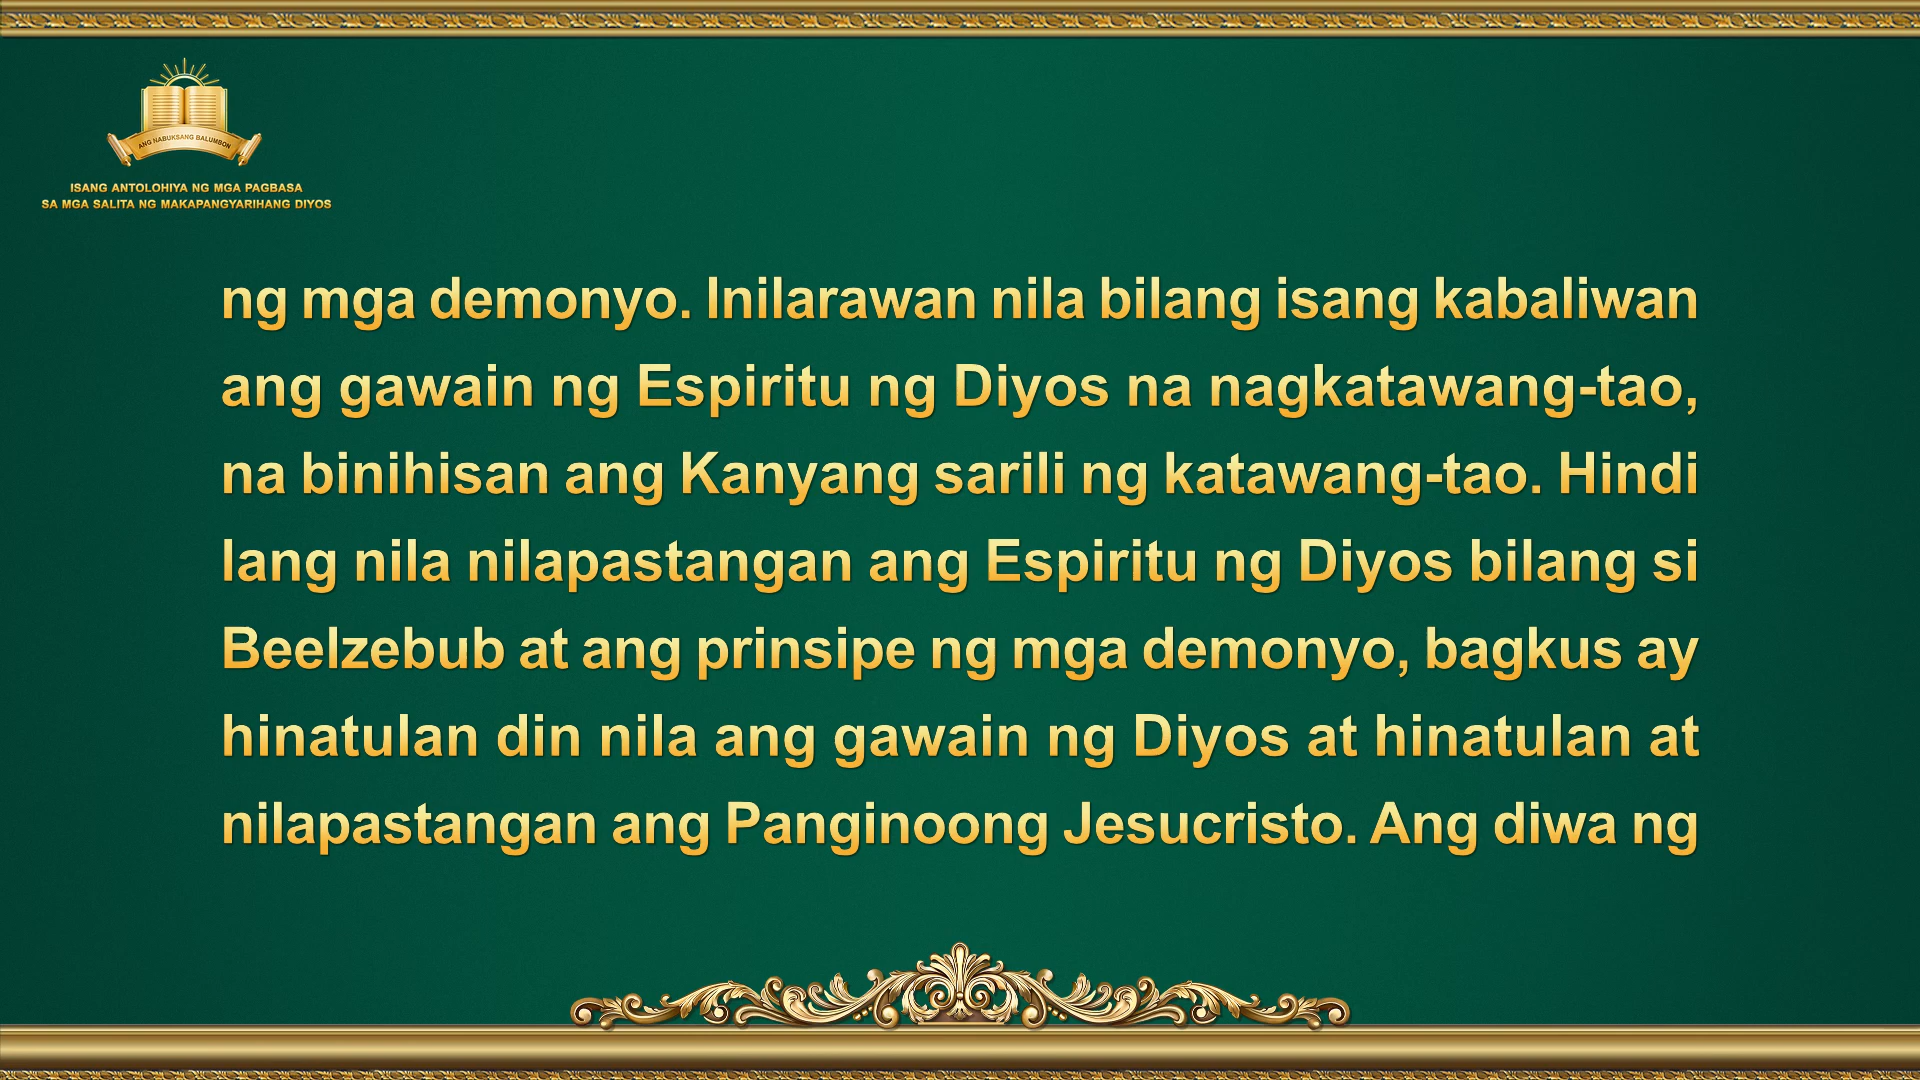 ANG NABUKSANG BALUMBON
ISANG ANTOLOHIYA NG MGA PAGBASA
SA MGA SALITA NG MAKAPANGYARIHANG DIYOS
ng mga demonyo. Inilarawan nila bilang isang kabaliwan
ang gawain ng Espiritu ng Diyos na nagkatawang-tao,
na binihisan ang Kanyang sarili ng katawang-tao. Hindi
lang nila nilapastangan ang Espiritu ng Diyos bilang si
Beelzebub at ang prinsipe ng mga demonyo, bagkus ay
hinatulan din nila ang gawain ng Diyos at hinatulan at
nilapastangan ang Panginoong Jesucristo. Ang diwa ng